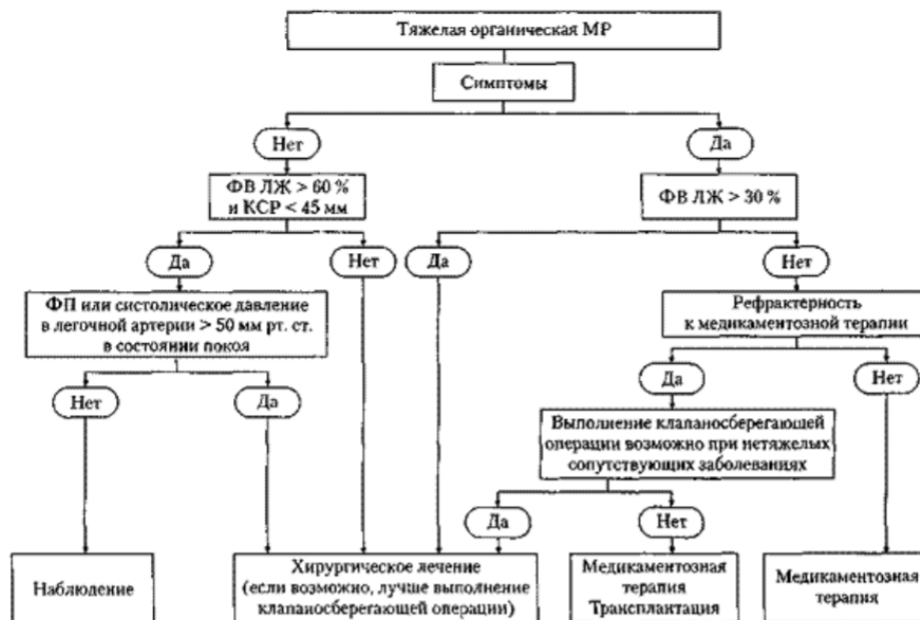 Тяжелая органическая МР
Симптомы
Нет
Да
ФВ ЛЖ > 60 %
и КСР < 45 мм
ФВ ЛЖ > 30 %
Да
Нет
Да
Нет
ФП или систолическое давление
в легочной артерии > 50 мм рт. ст.
в состоянии покоя
Рефрактерность
к медикаментозной терапии
Нет
Да
Да
Нет
Выполнение клапаносберегающей
операции возможно при нетяжелых
сопутствующих заболеваниях
Да
Нет
Наблюдение
Хирургическое лечение
(если возможно, лучше выполнение
клапаносберегающей операции)
Медикаментозная
терапия
Трансплантация
Медикаментозная
терапия